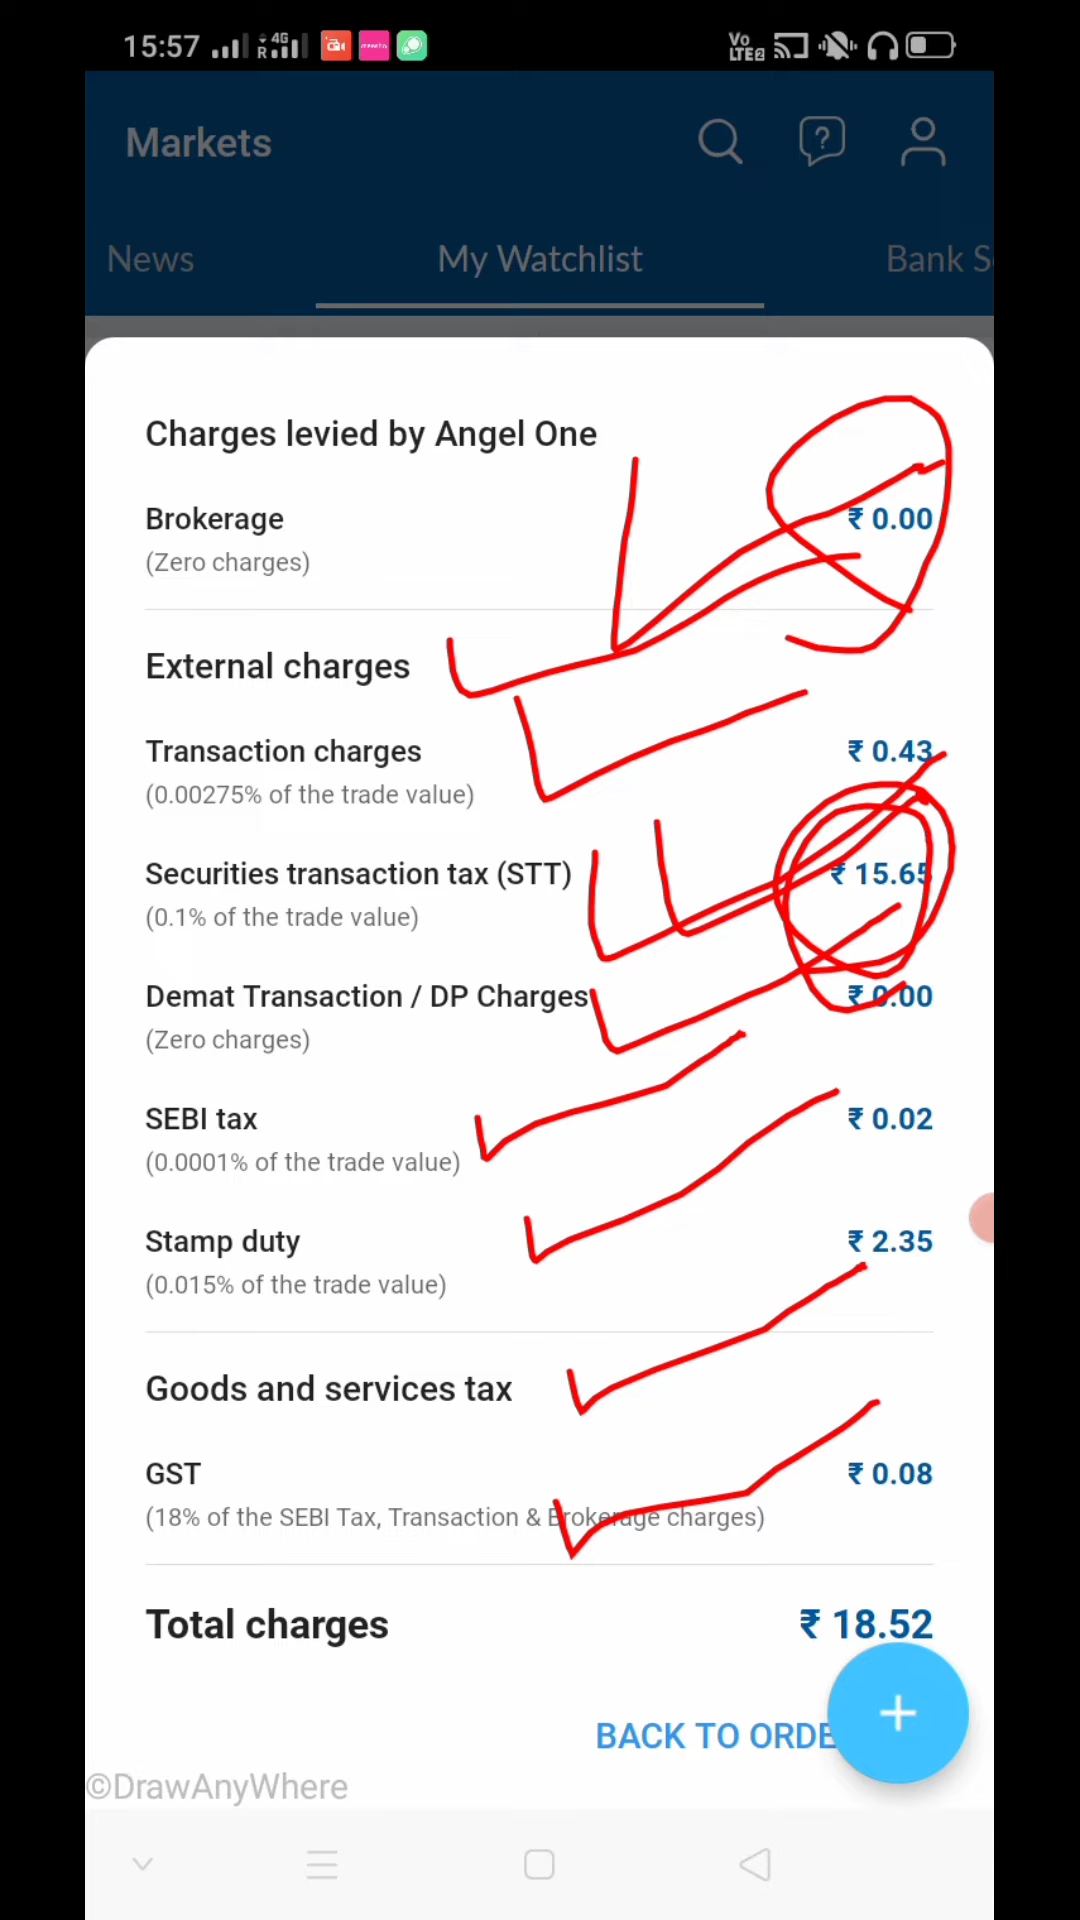 15:57
4G
R
Vo
LTE2
Markets
News
My Watchlist
Bank S
Charges levied by Angel One
Brokerage
₹ 0.00
(Zero charges)
External charges
Transaction charges
₹ 0.43
(0.00275% of the trade value)
Securities transaction tax (STT)
₹ 15.65
(0.1% of the trade value)
Demat Transaction / DP Charges
₹ 0.00
(Zero charges)
SEBI tax
₹ 0.02
(0.0001% of the trade value)
Stamp duty
₹ 2.35
(0.015% of the trade value)
Goods and services tax
GST
₹ 0.08
(18% of the SEBI Tax, Transaction & Brokerage charges)
Total charges
₹ 18.52
BACK TO ORDE
©DrawAnyWhere